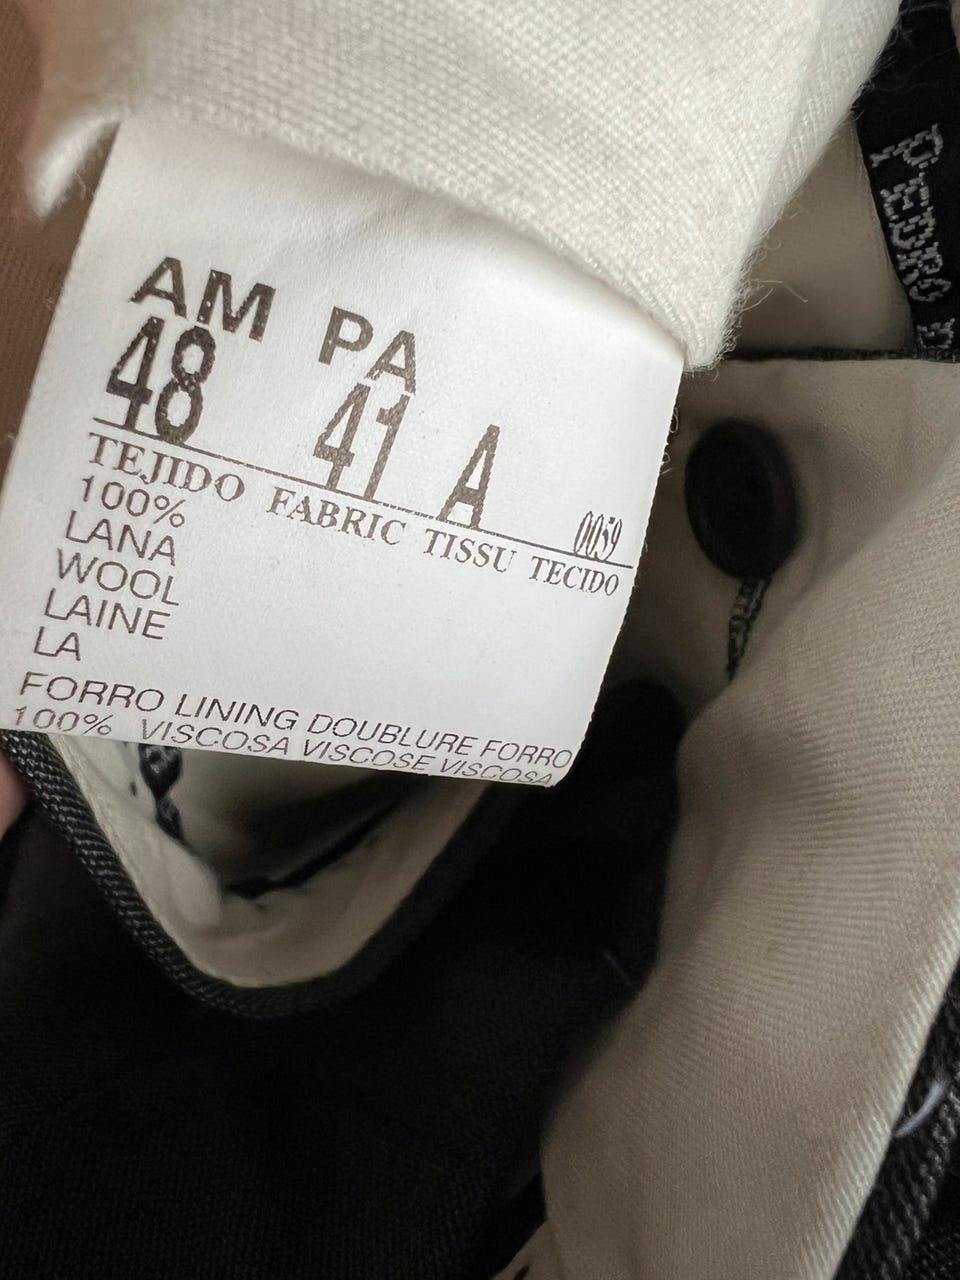 AM PA
48 41 A 0059
TEJIDO FABRIC TISSU TECIDO
100%
LANA
WOOL
LAINE
LA
FORRO LINING DOUBLURE FORRO
100% VISCOSA VISCOSE VISCOSA
PEDRO